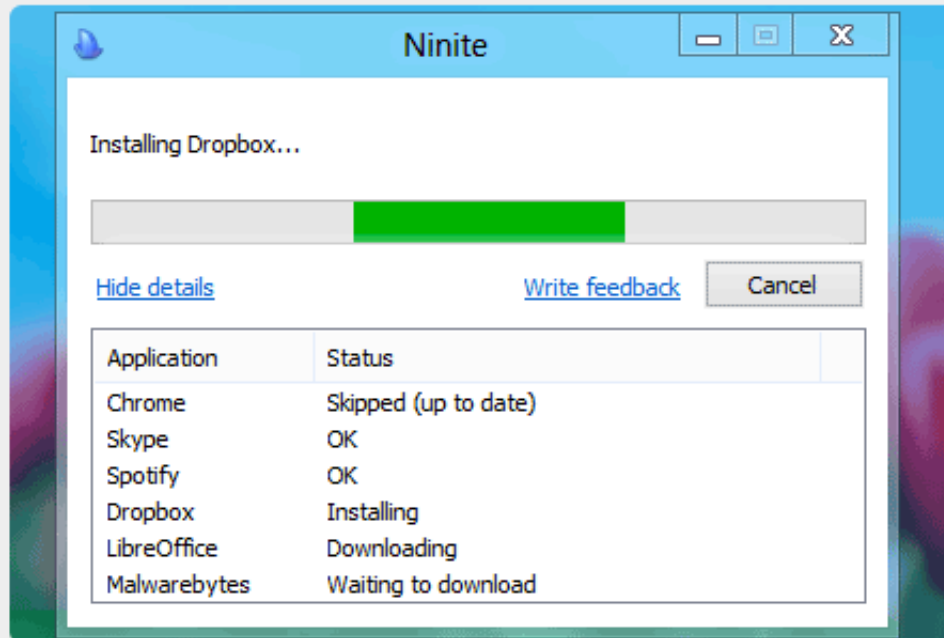 Ninite
Installing Dropbox...
Hide details Write feedback Cancel
Application Status
Chrome Skipped (up to date)
Skype OK
Spotify OK
Dropbox Installing
LibreOffice Downloading
Malwarebytes Waiting to download